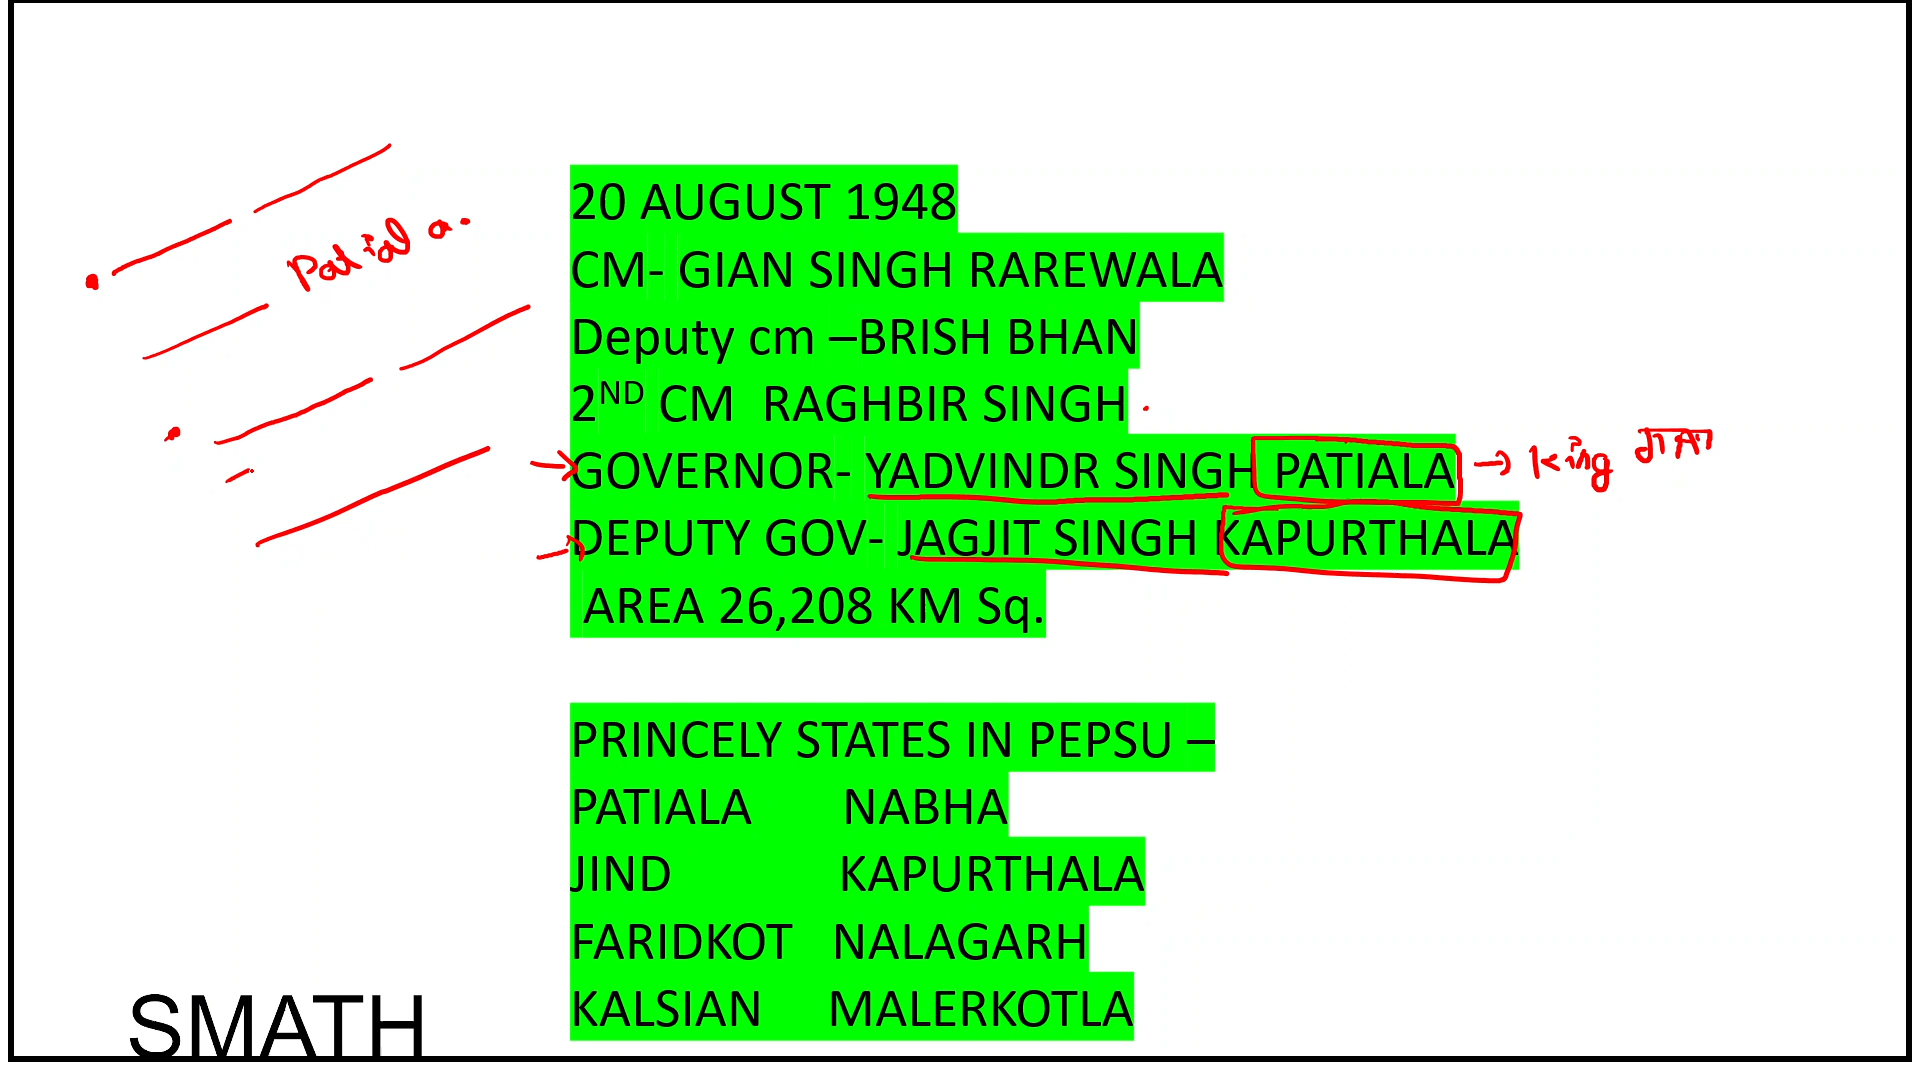 Patiala.
20 AUGUST 1948
CM- GIAN SINGH RAREWALA
Deputy cm –BRISH BHAN
2ND CM RAGHBIR SINGH
GOVERNOR- YADVINDR SINGH PATIALA → King
DEPUTY GOV- JAGJIT SINGH KAPURTHALA
AREA 26,208 KM Sq.
PRINCELY STATES IN PEPSU –
PATIALA NABHA
JIND KAPURTHALA
FARIDKOT NALAGARH
KALSIAN MALERKOTLA
SMATH